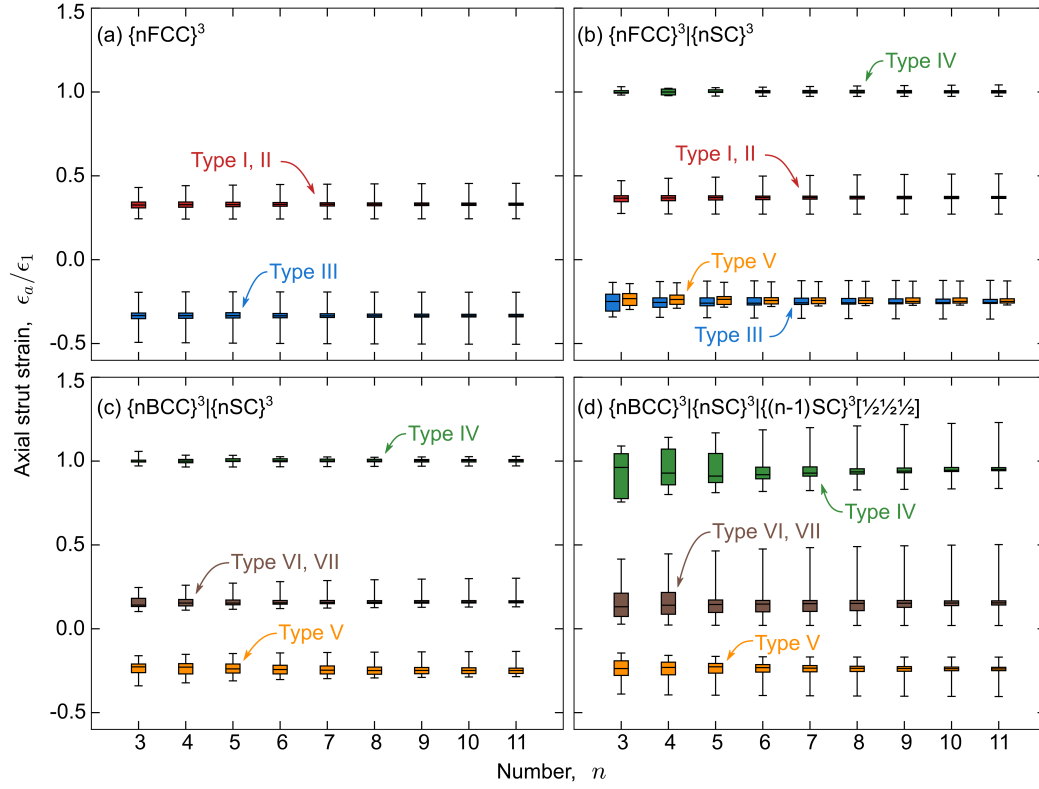 (a) {nFCC}³
(b) {nFCC}³|{nSC}³
1.5
1.0
0.5
0.0
-0.5
Type I, II
Type III
Type IV
Type I, II
Type V
Type III
Axial strut strain, ϵₐ/ϵ₁
(c) {nBCC}³|{nSC}³
(d) {nBCC}³|{nSC}³|{(n-1)SC}³[½½½]
1.5
1.0
0.5
0.0
-0.5
Type IV
Type VI, VII
Type V
Type IV
Type VI, VII
Type V
3 4 5 6 7 8 9 10 11
3 4 5 6 7 8 9 10 11
Number, n